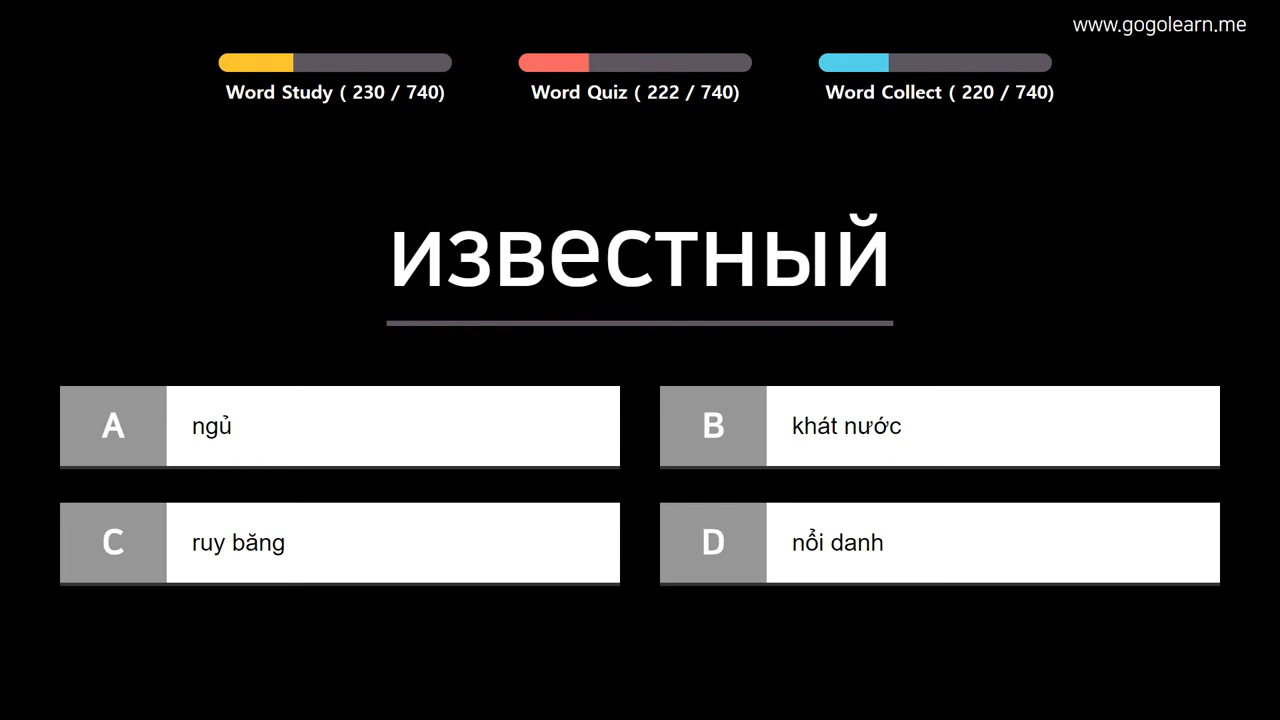 www.gogolearn.me
Word Study ( 230 / 740)
Word Quiz ( 222 / 740)
Word Collect ( 220 / 740)
известный
A ngủ
B khát nước
C ruy băng
D nổi danh